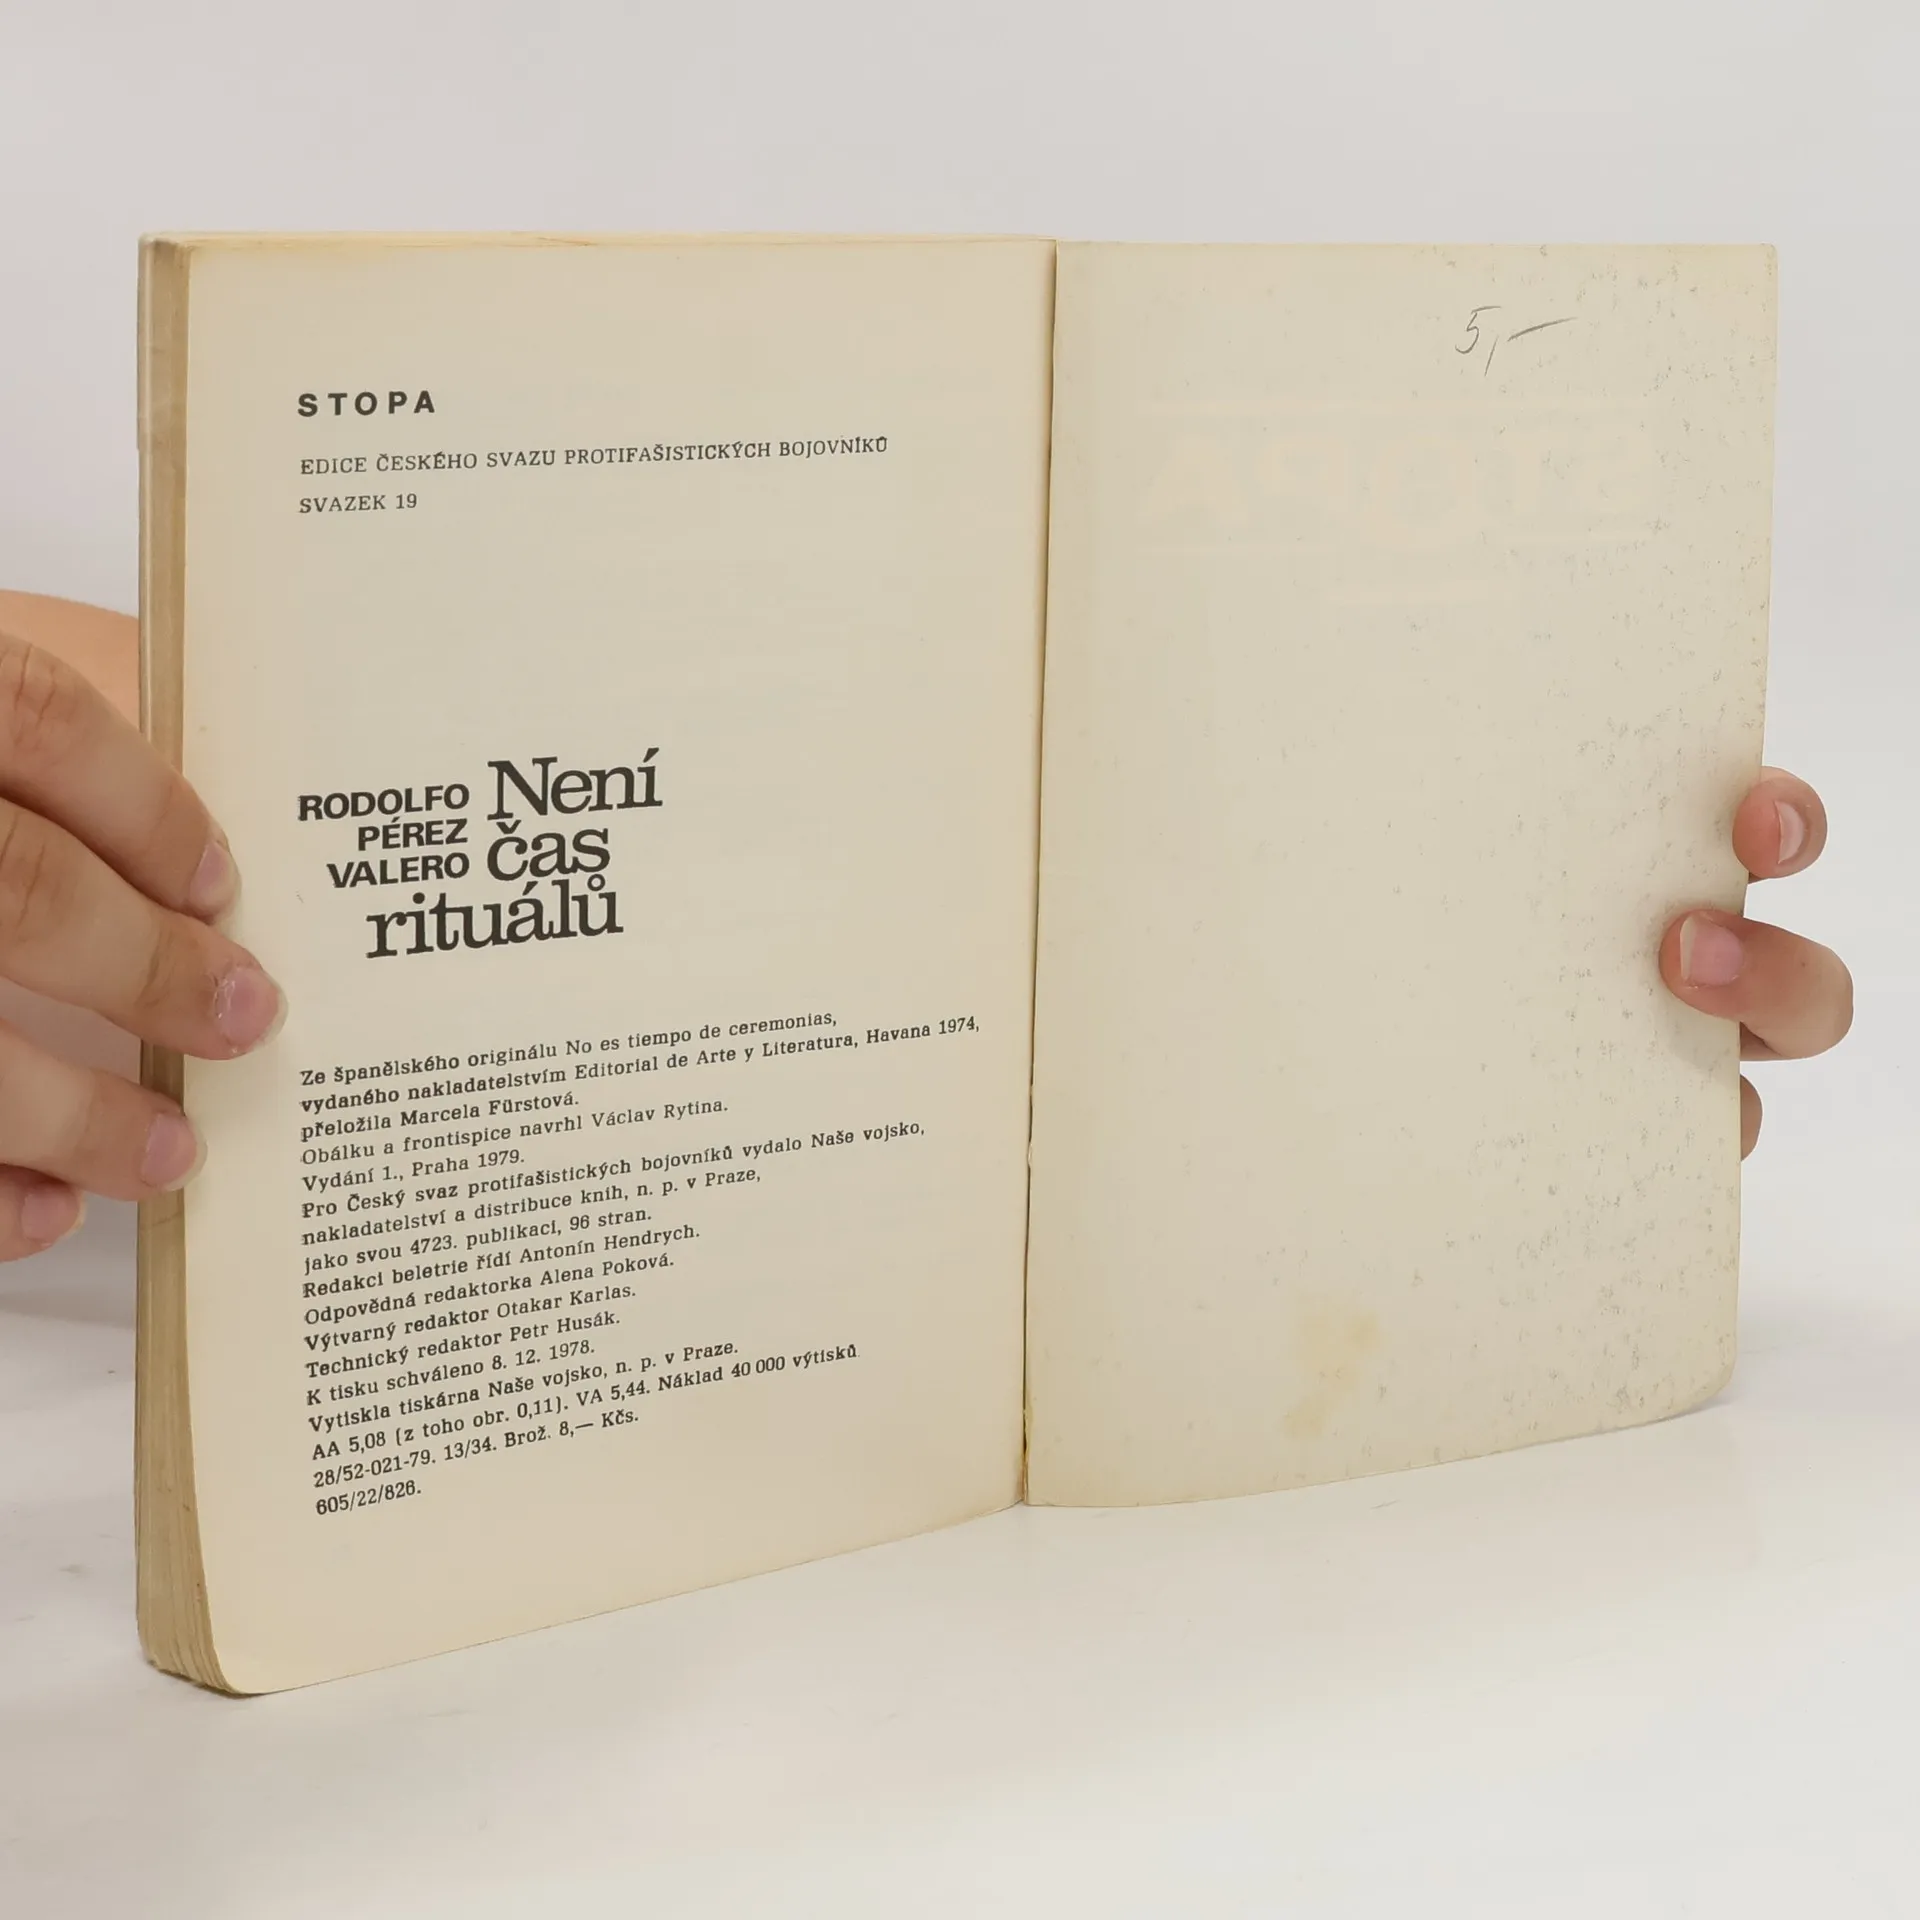 STOPA
EDICE ČESKÉHO SVAZU PROTIFAŠISTICKÝCH BOJOVNÍKŮ
SVAZEK 19
RODOLFO
PÉREZ
VALERO
Není
čas
rituálů
Ze španělského originálu No es tiempo de ceremonias,
vydaného nakladatelstvím Editorial de Arte y Literatura, Havana 1974,
přeložila Marcela Fürstová.
Obálku a frontispice navrhl Václav Rytina.
Vydání 1., Praha 1979.
Pro Český svaz protifašistických bojovníků vydalo Naše vojsko,
nakladatelství a distribuce knih, n. p. v Praze,
jako svou 4723. publikaci, 96 stran.
Redakci beletrie řídí Antonín Hendrych.
Odpovědná redaktorka Alena Poková.
Výtvarný redaktor Otakar Karlas.
Technický redaktor Petr Husák.
K tisku schváleno 8. 12. 1978.
Vytiskla tiskárna Naše vojsko, n. p. v Praze.
AA 5,08 (z toho obr. 0,11). VA 5,44. Náklad 40 000 výtisků
28/52-021-79. 13/34. Brož. 8,— Kčs.
605/22/826.
5,—